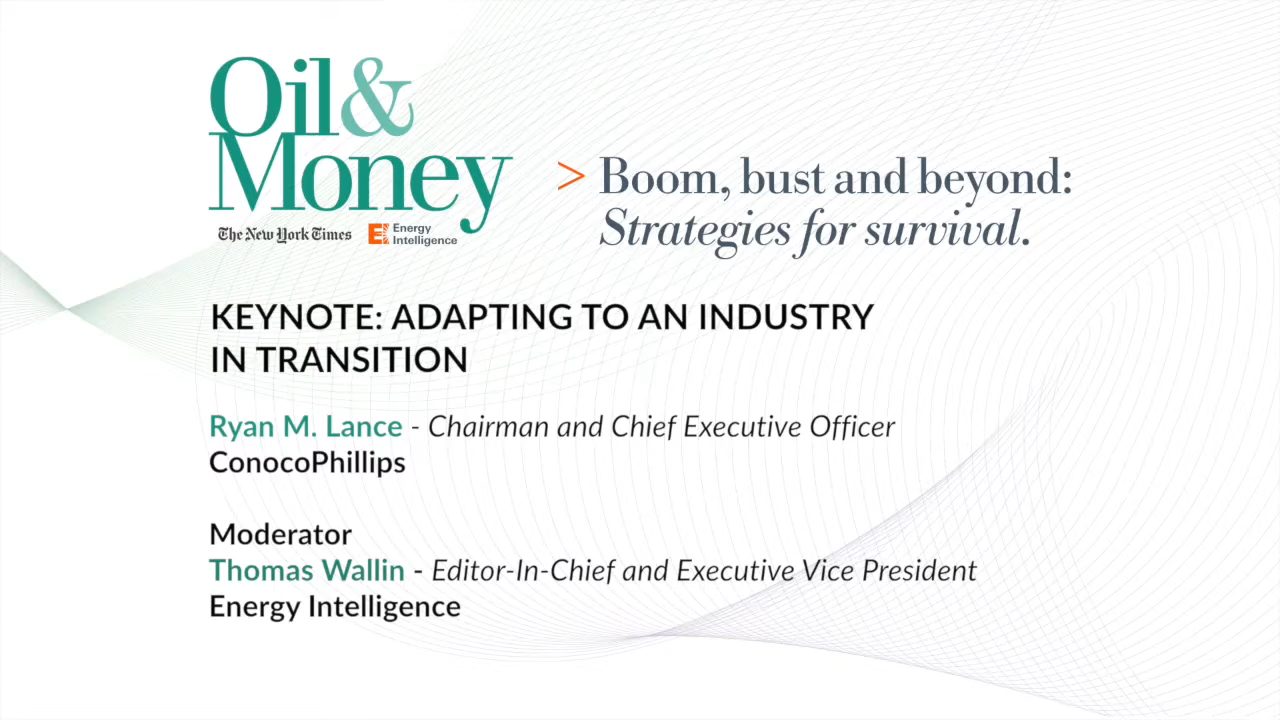 Oil&
Money
The New York Times
Energy
Intelligence
> Boom, bust and beyond:
Strategies for survival.
KEYNOTE: ADAPTING TO AN INDUSTRY
IN TRANSITION
Ryan M. Lance - Chairman and Chief Executive Officer
ConocoPhillips
Moderator
Thomas Wallin - Editor-In-Chief and Executive Vice President
Energy Intelligence